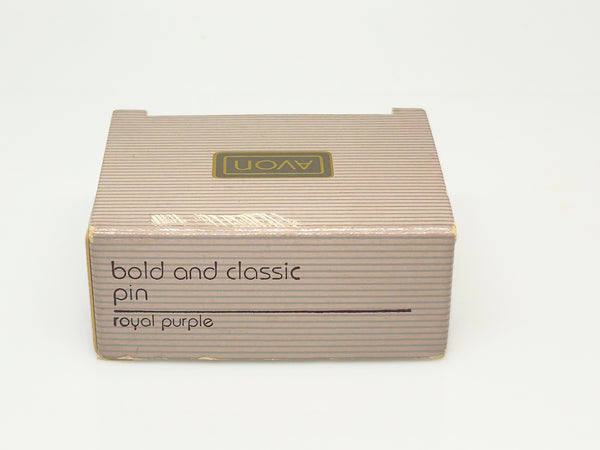 AVON
bold and classic
pin
royal purple